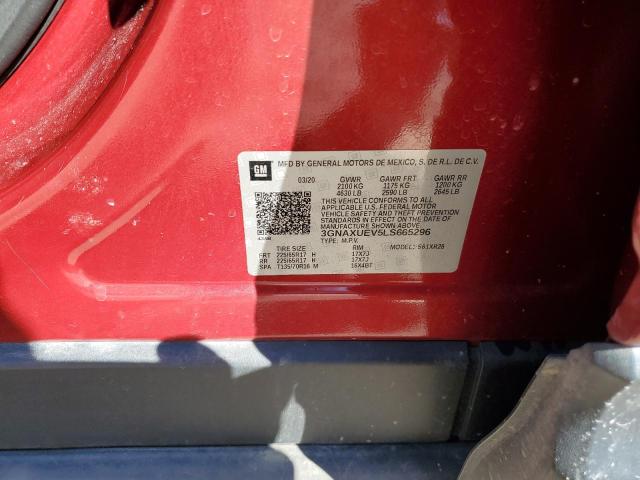 GM MFD BY GENERAL MOTORS DE MEXICO, S. DE R.L. DE C.V.
03/20 GVWR GAWR FRT GAWR RR
2100 KG 1175 KG 1200 KG
4630 LB 2590 LB 2645 LB
THIS VEHICLE CONFORMS TO ALL
APPLICABLE U.S. FEDERAL MOTOR
VEHICLE SAFETY AND THEFT PREVENTION
STANDARDS IN EFFECT ON THE DATE OF
MANUFACTURE SHOWN ABOVE.
3GNAXUEV5LS665296
TYPE: M.P.V. MODEL: S61XR26
TIRE SIZE RIM
FRT 225/65R17 H 17X7J
RR 225/65R17 H 17X7J
SPA T135/70R16 M 16X4BT